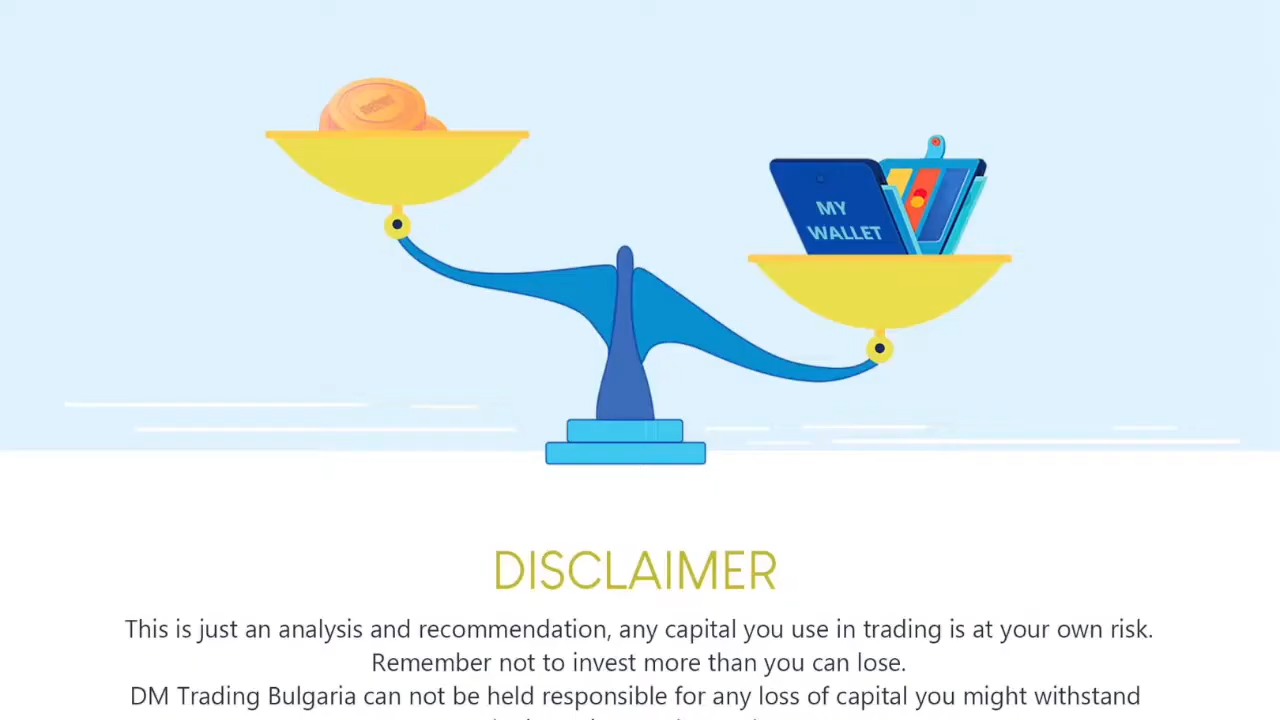 MY
WALLET
DISCLAIMER
This is just an analysis and recommendation, any capital you use in trading is at your own risk.
Remember not to invest more than you can lose.
DM Trading Bulgaria can not be held responsible for any loss of capital you might withstand